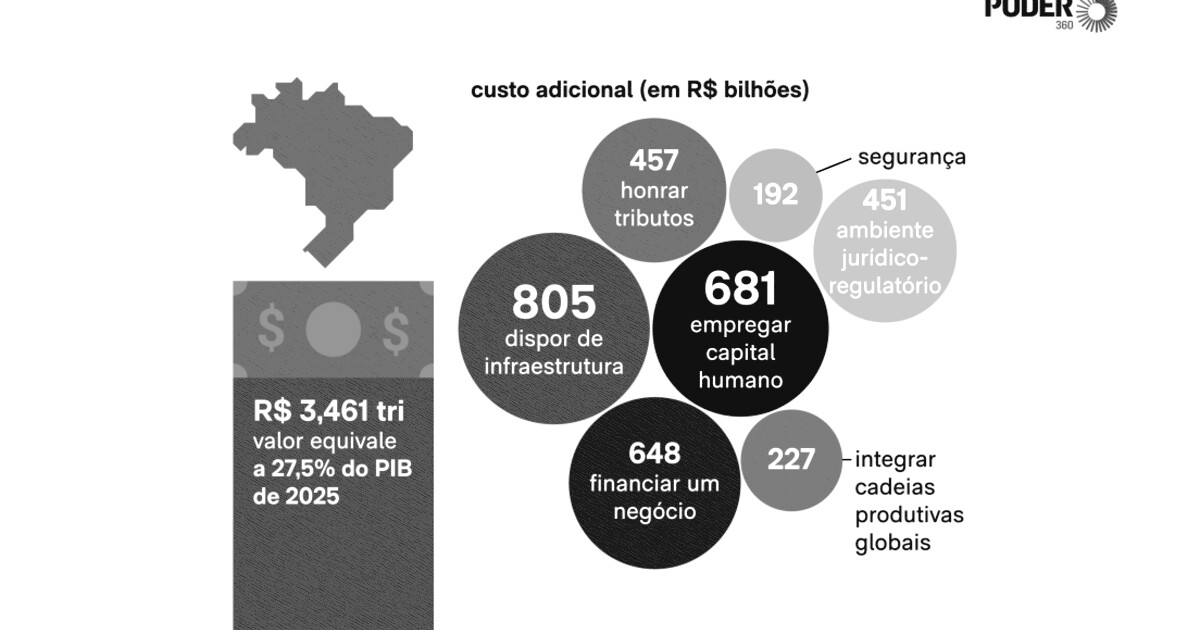 PODER
360
custo adicional (em R$ bilhões)
457
honrar
tributos
192
segurança
451
ambiente
jurídico-
regulatório
805
dispor de
infraestrutura
681
empregar
capital
humano
648
financiar um
negócio
227
integrar
cadeias
produtivas
globais
$ $
R$ 3,461 tri
valor equivale
a 27,5% do PIB
de 2025